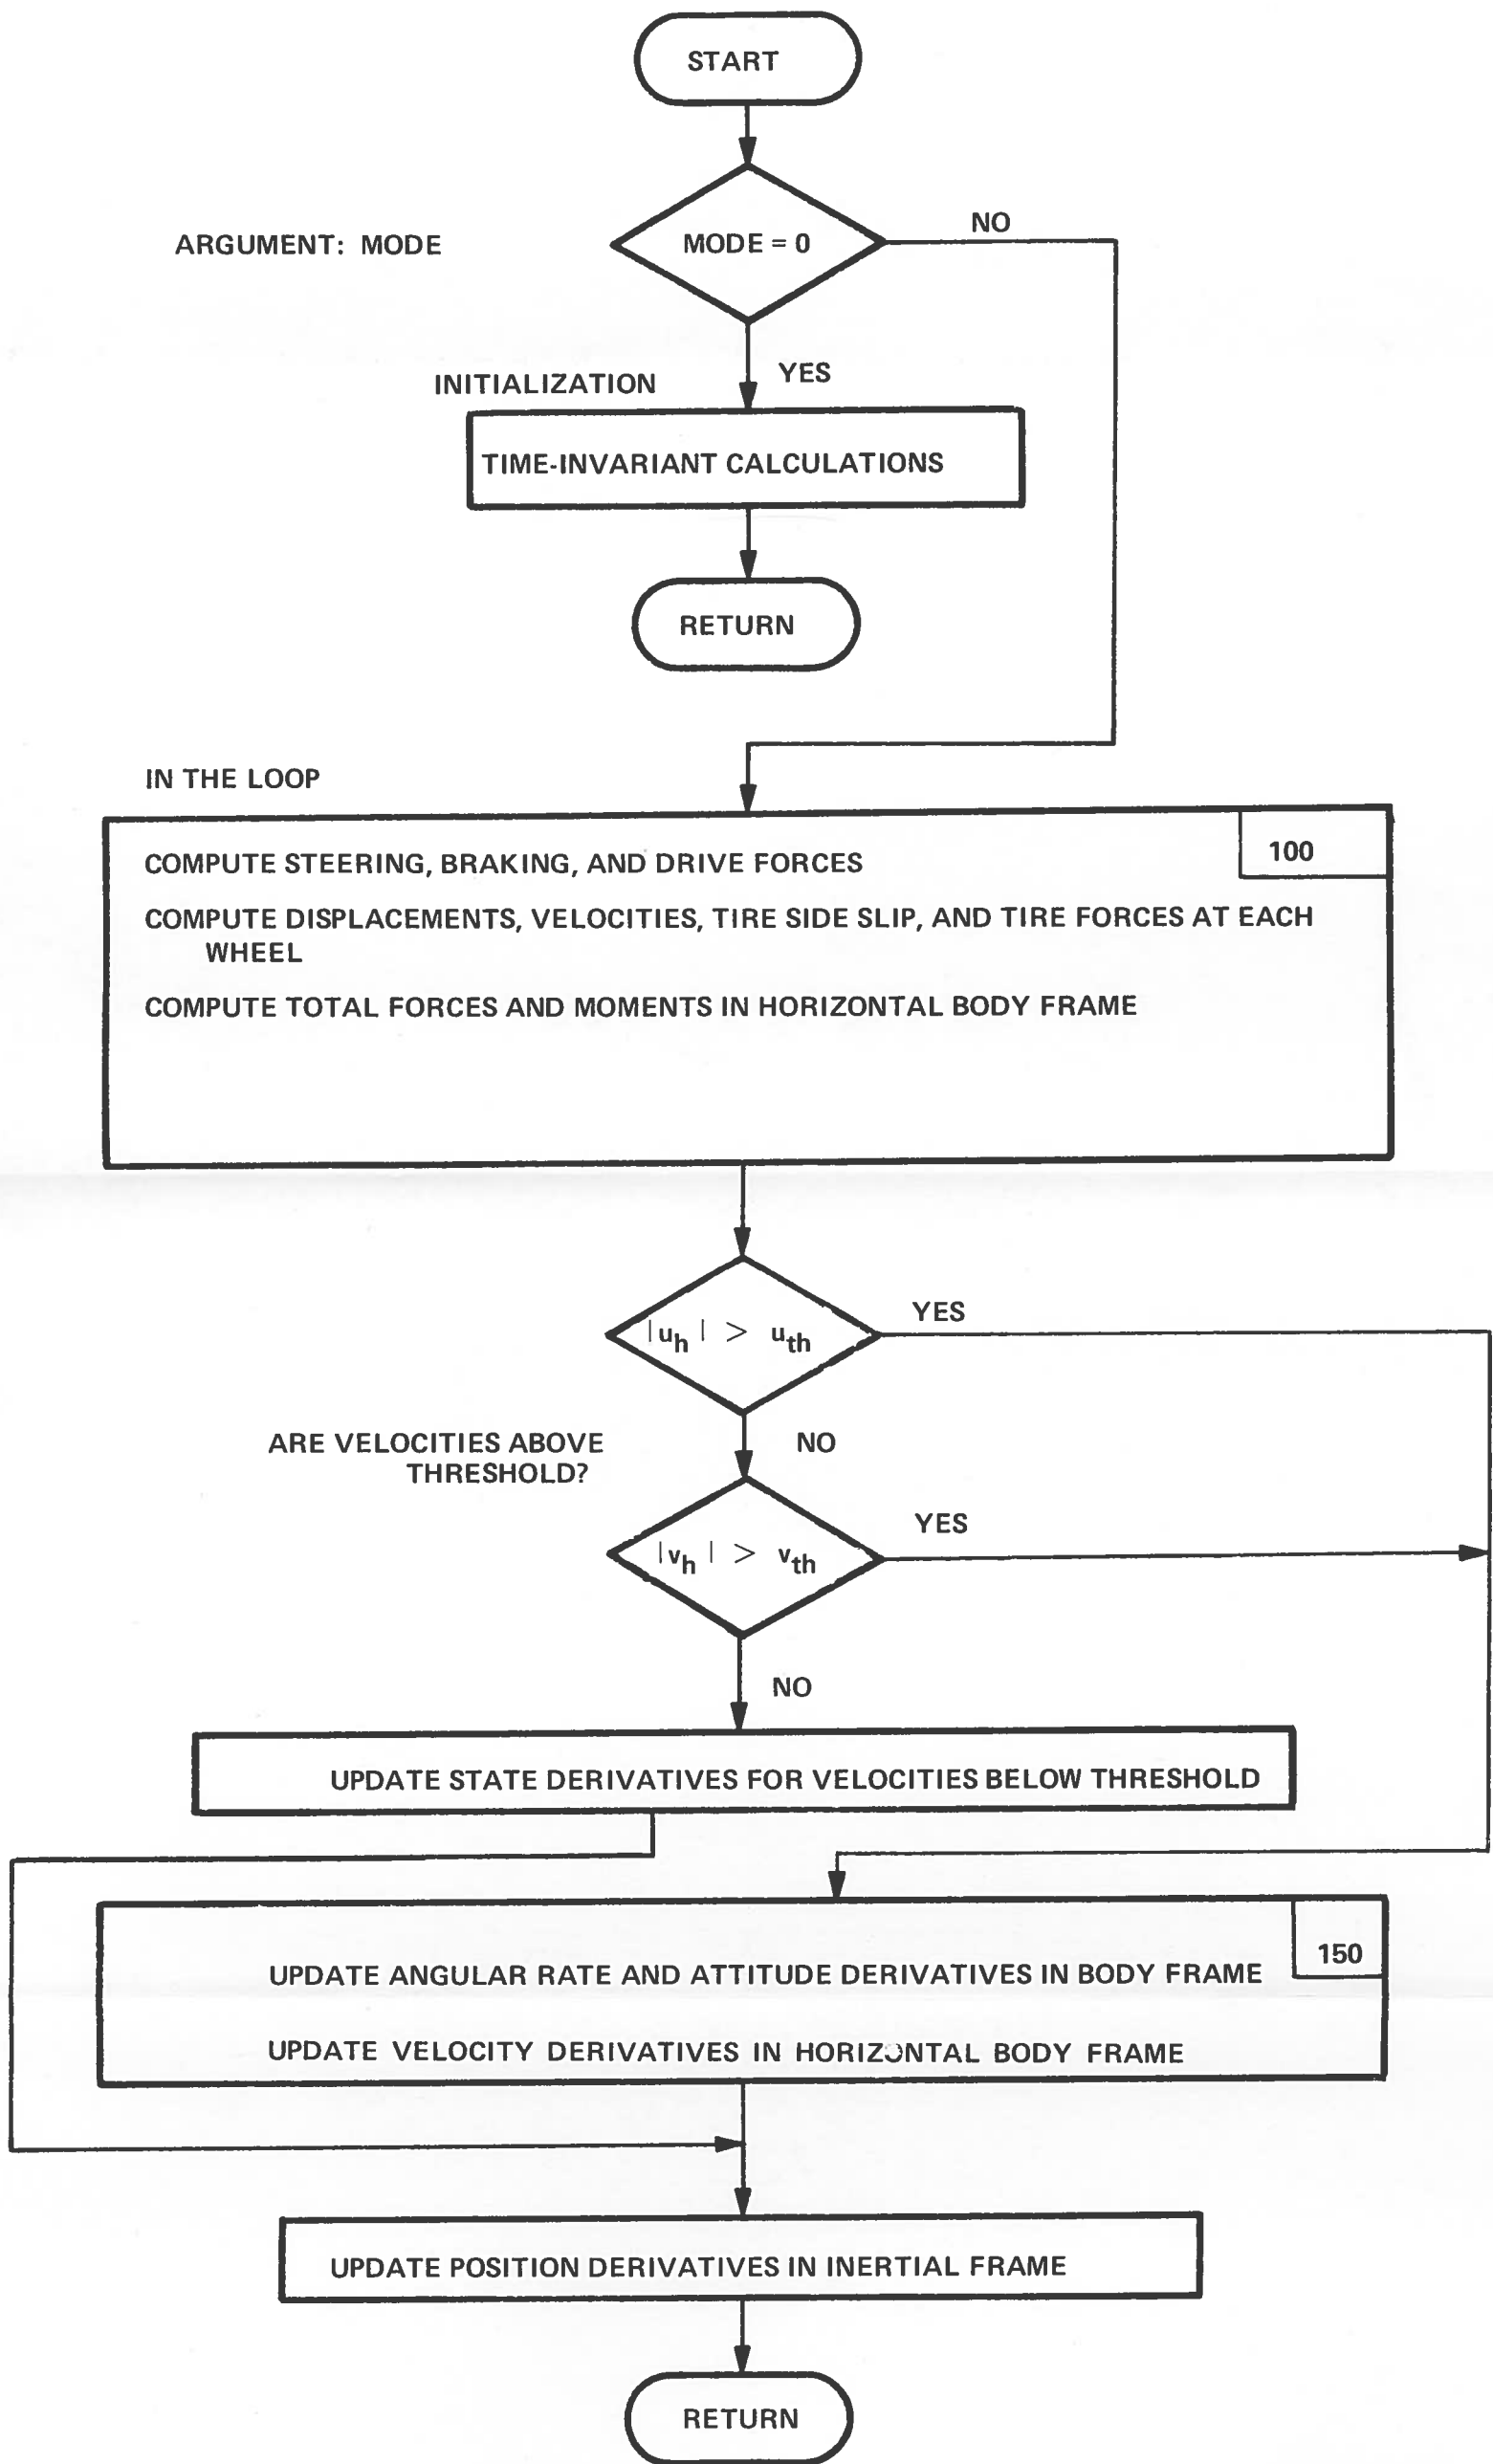 START
ARGUMENT: MODE
MODE = 0
NO
YES
INITIALIZATION
TIME-INVARIANT CALCULATIONS
RETURN
IN THE LOOP
100
COMPUTE STEERING, BRAKING, AND DRIVE FORCES
COMPUTE DISPLACEMENTS, VELOCITIES, TIRE SIDE SLIP, AND TIRE FORCES AT EACH
WHEEL
COMPUTE TOTAL FORCES AND MOMENTS IN HORIZONTAL BODY FRAME
|u_h| > u_th
YES
NO
ARE VELOCITIES ABOVE
THRESHOLD?
|v_h| > v_th
YES
NO
UPDATE STATE DERIVATIVES FOR VELOCITIES BELOW THRESHOLD
150
UPDATE ANGULAR RATE AND ATTITUDE DERIVATIVES IN BODY FRAME
UPDATE VELOCITY DERIVATIVES IN HORIZONTAL BODY FRAME
UPDATE POSITION DERIVATIVES IN INERTIAL FRAME
RETURN